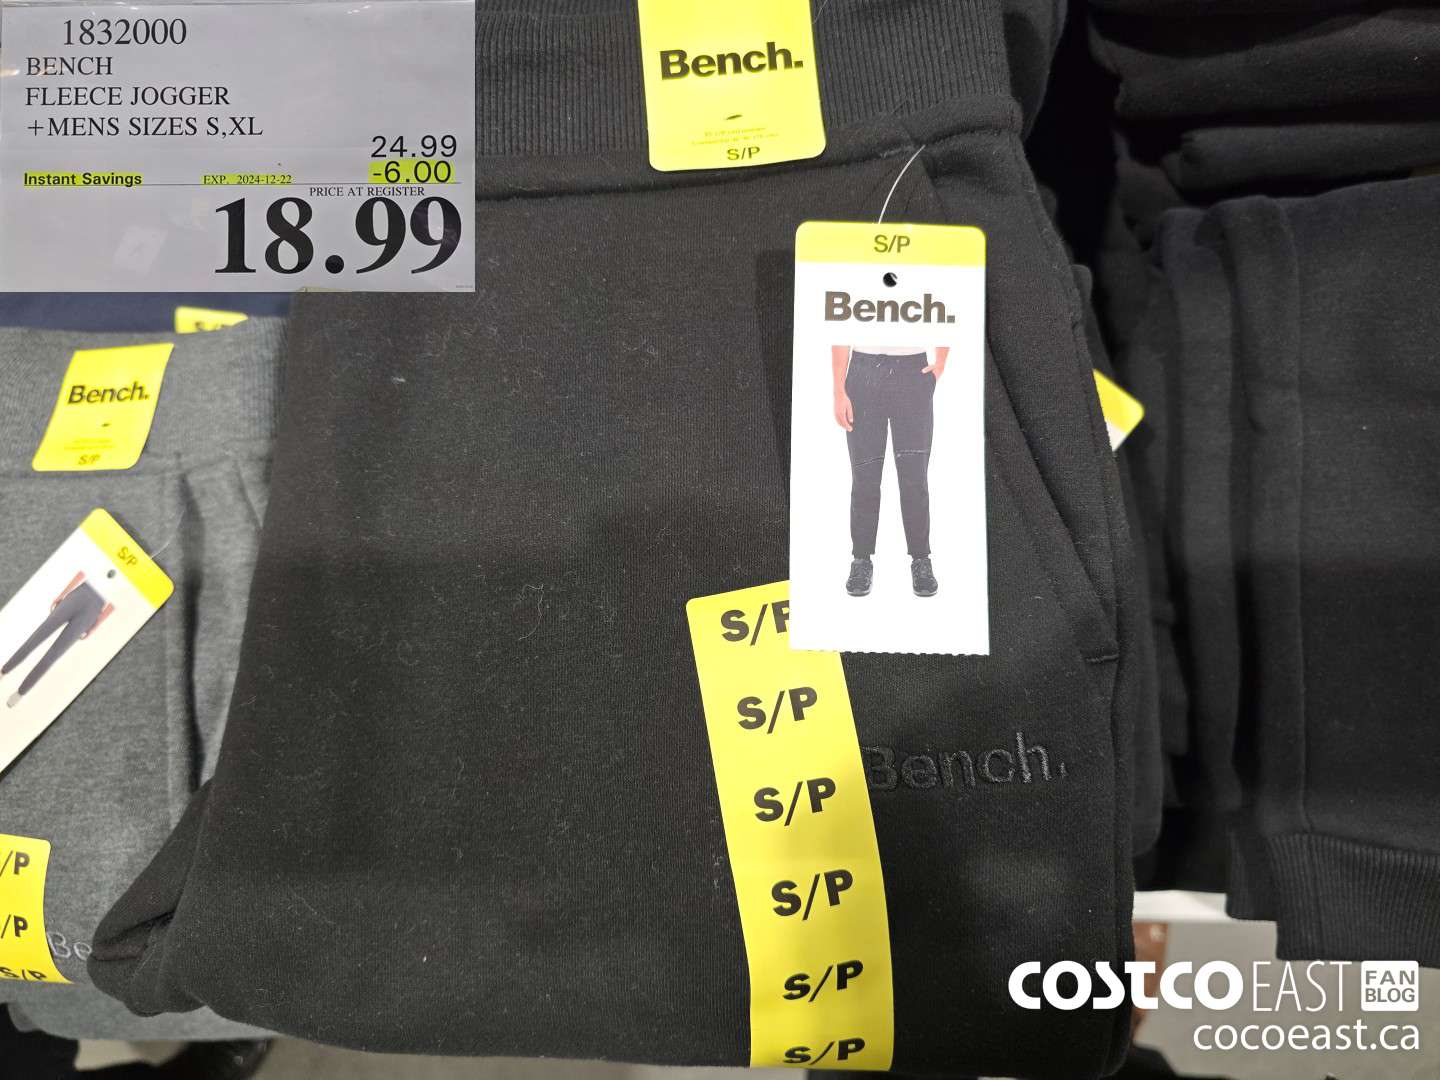 1832000
BENCH
FLEECE JOGGER
+MENS SIZES S,XL
24.99
Instant Savings EXP. 2024-12-22 -6.00
PRICE AT REGISTER
18.99
Bench.
S/P
S/P
Bench.
S/P
Bench.
S/P
S/P
S/P
S/P
S/P
S/P
S/P
S/P
Bench.
S/P
/P
/P
S/P
Be
COSTCO EAST FAN BLOG
cocoeast.ca